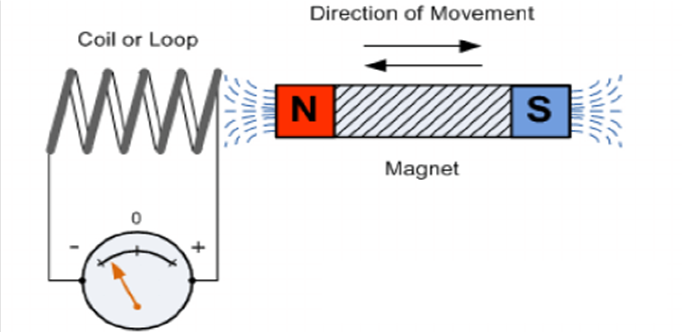 Direction of Movement
Coil or Loop
N
S
Magnet
0
- +